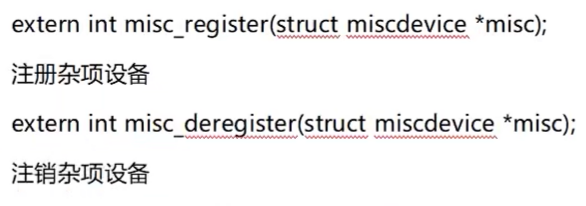 extern int misc_register(struct miscdevice *misc);
注册杂项设备
extern int misc_deregister(struct miscdevice *misc);
注销杂项设备